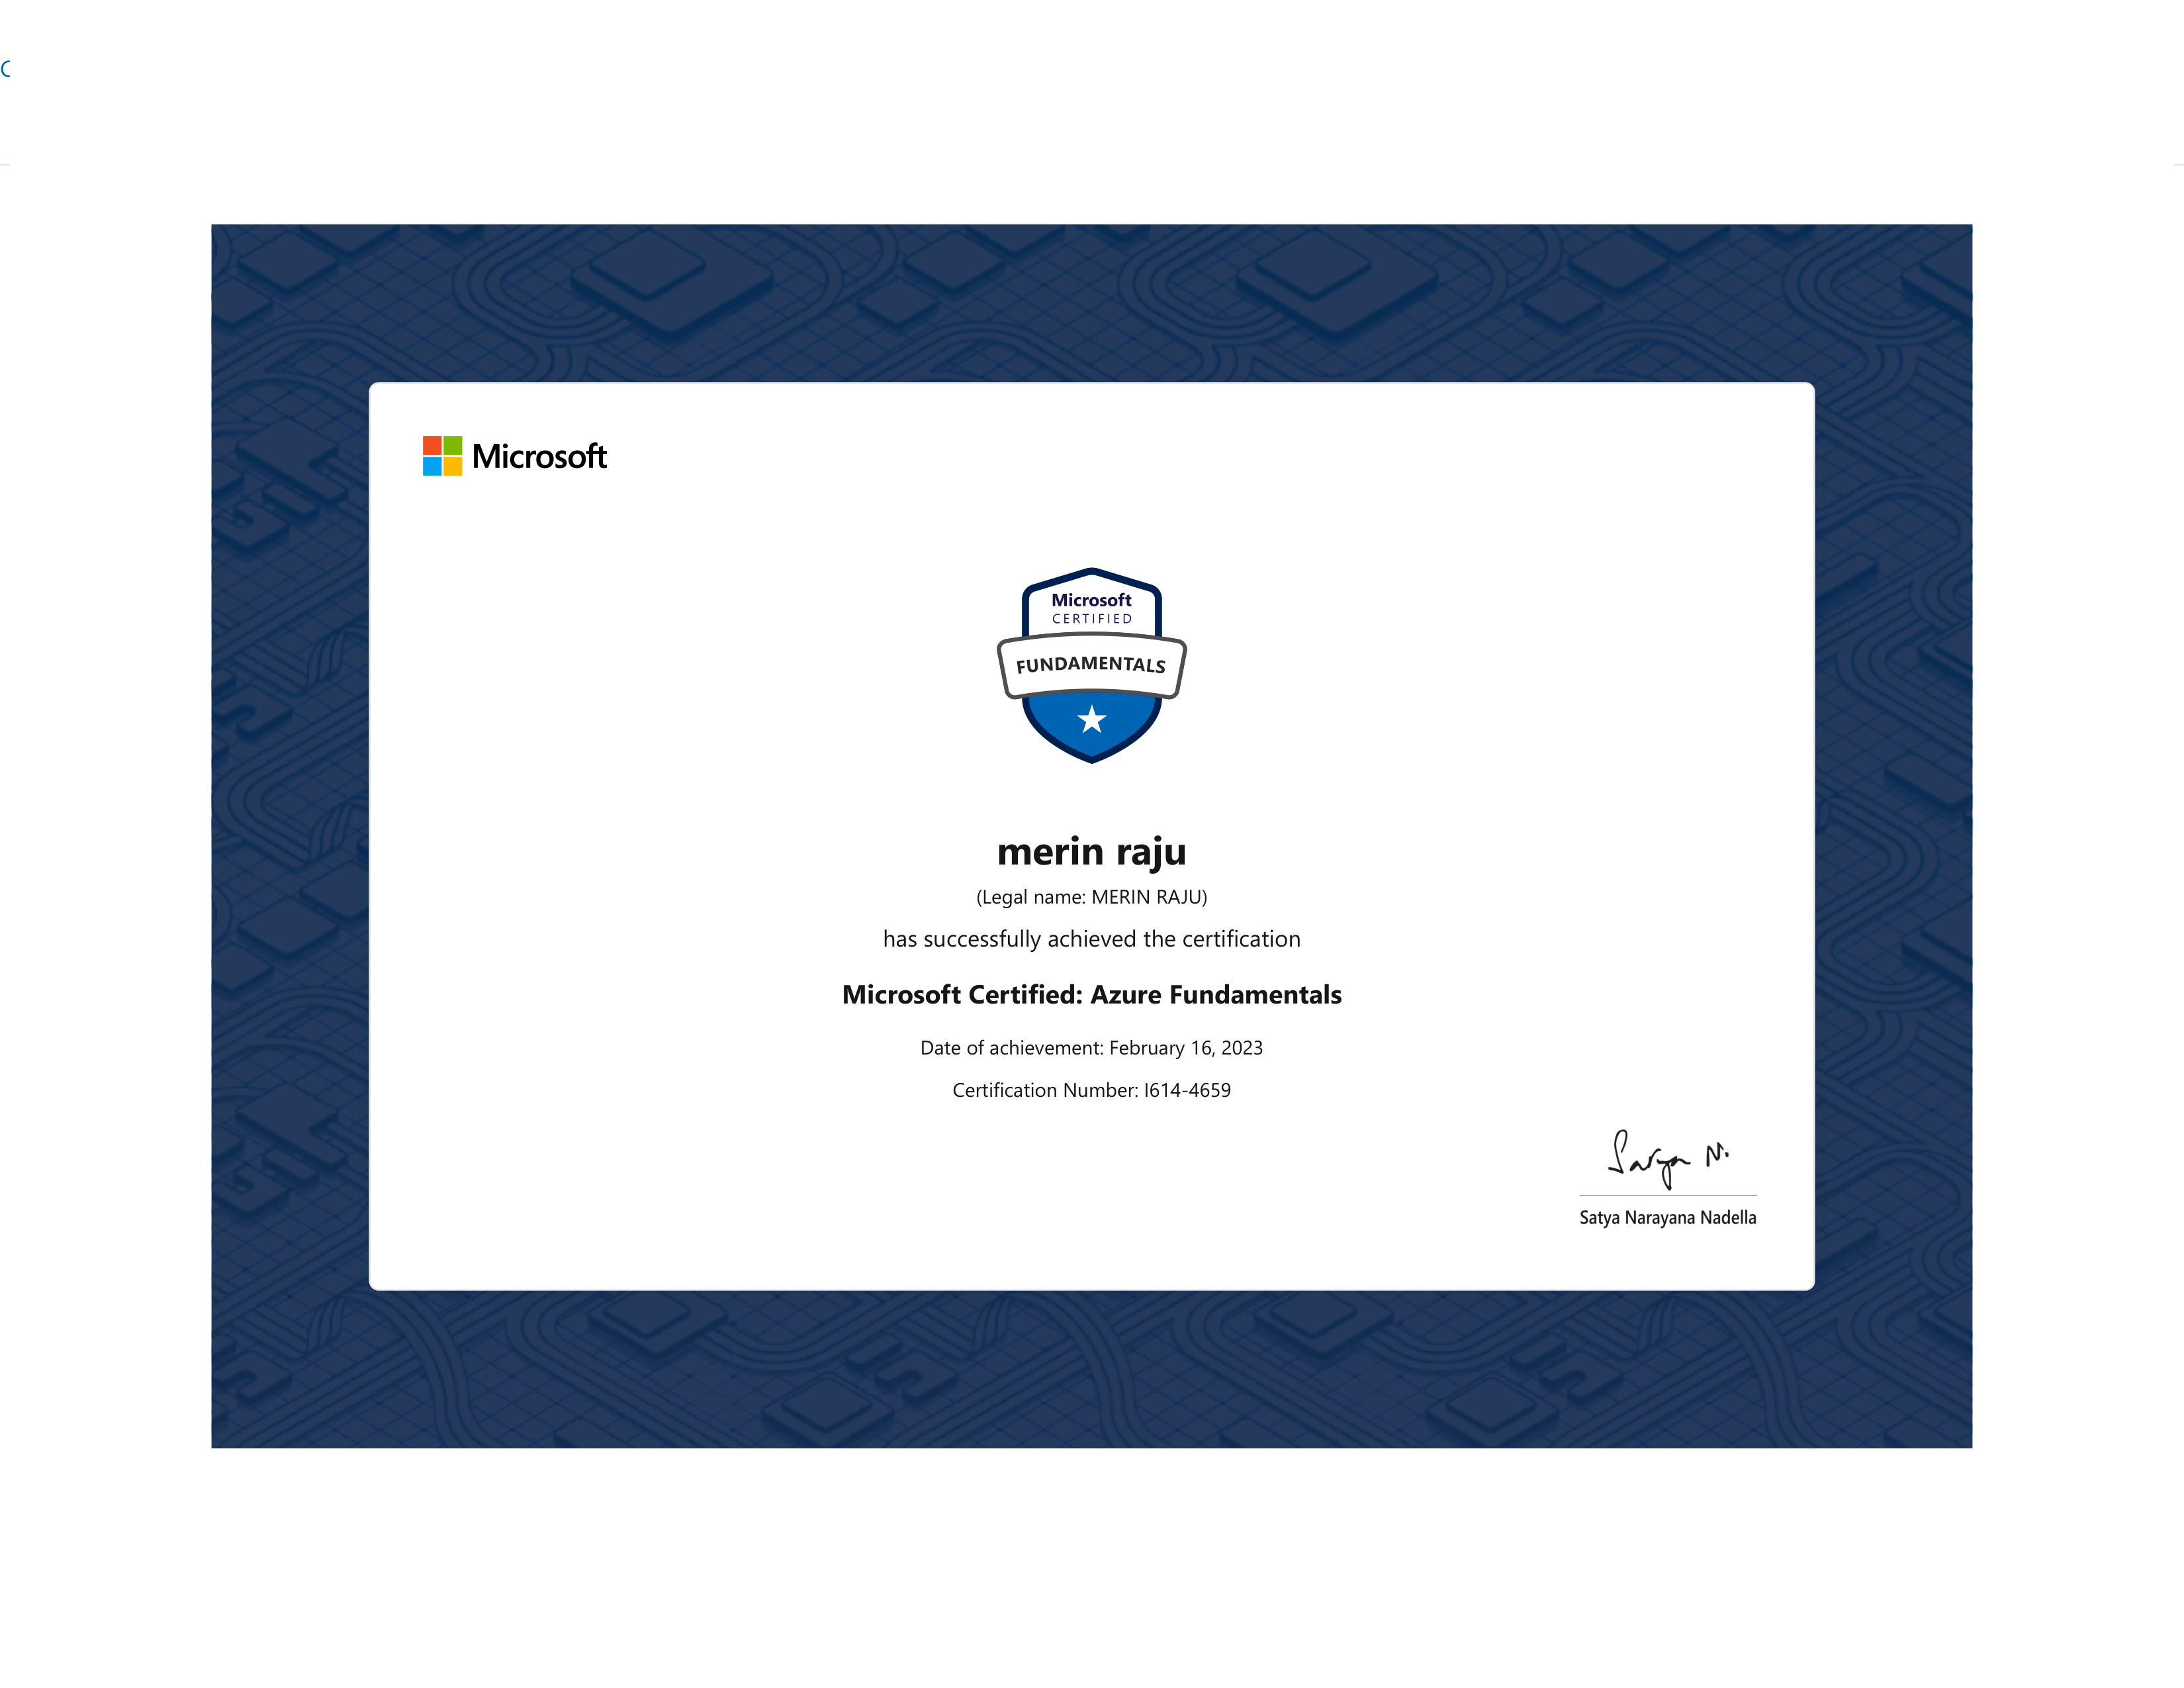 Microsoft
Microsoft
CERTIFIED
FUNDAMENTALS
merin raju
(Legal name: MERIN RAJU)
has successfully achieved the certification
Microsoft Certified: Azure Fundamentals
Date of achievement: February 16, 2023
Certification Number: I614-4659
Satya N.
Satya Narayana Nadella